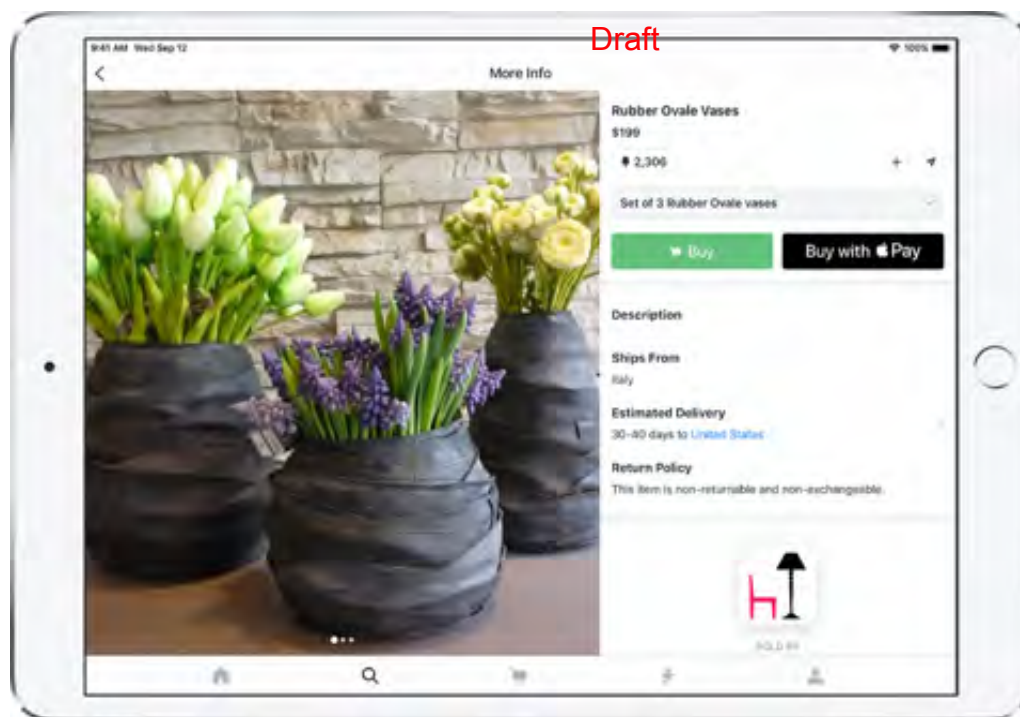 Draft
9:41 AM Wed Sep 12
100%
More Info
Rubber Ovale Vases
$199
2,306
Set of 3 Rubber Ovale vases
Buy
Buy with Pay
Description
Ships From
Italy
Estimated Delivery
30-40 days to United States
Return Policy
This item is non-returnable and non-exchangeable.
SOLD BY